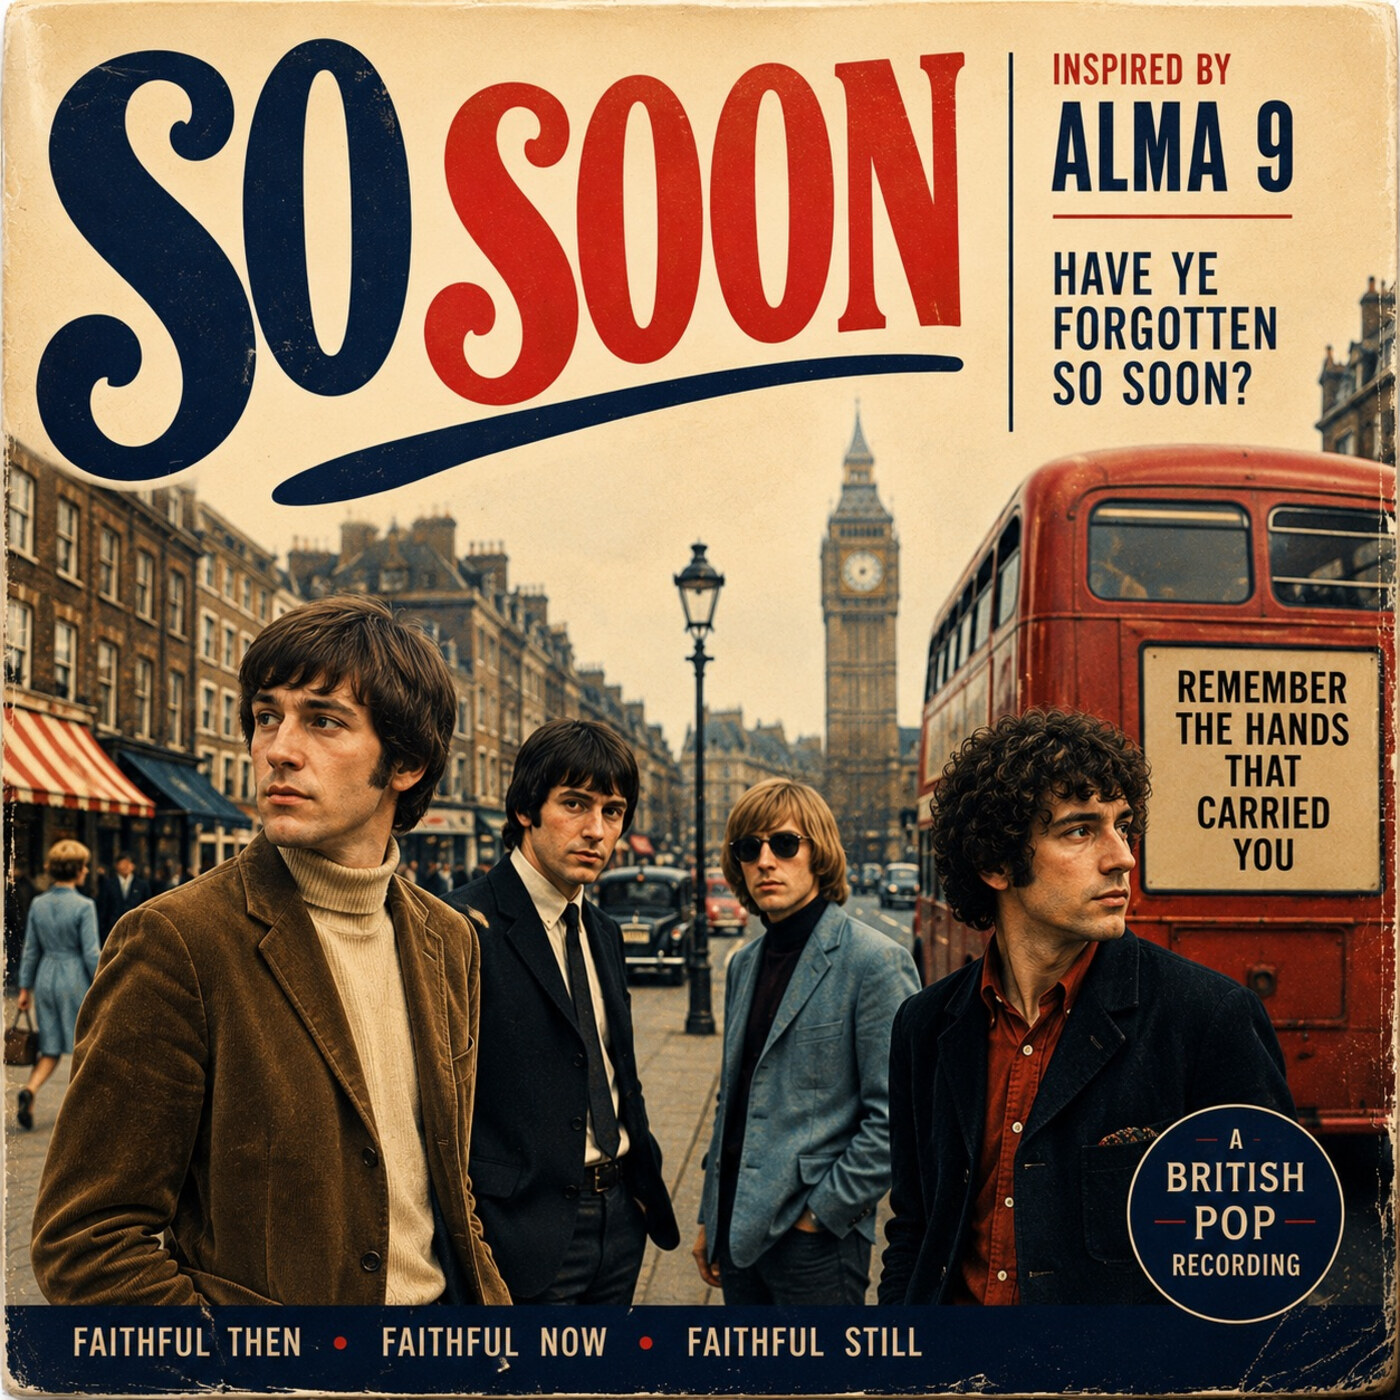 SO SOON
INSPIRED BY
ALMA 9
HAVE YE
FORGOTTEN
SO SOON?
REMEMBER
THE HANDS
THAT
CARRIED
YOU
A
BRITISH
POP
RECORDING
FAITHFUL THEN • FAITHFUL NOW • FAITHFUL STILL